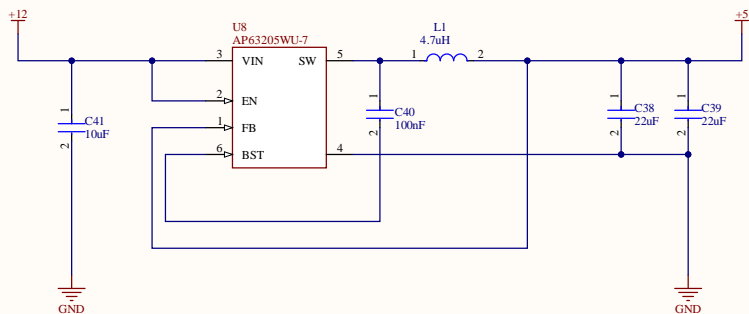 +12
+5
U8
AP63205WU-7
L1
4.7uH
3
VIN
SW
5
1
2
2
EN
1
FB
6
BST
4
1
C41
10uF
2
1
C40
100nF
2
1
C38
22uF
2
1
C39
22uF
2
GND
GND